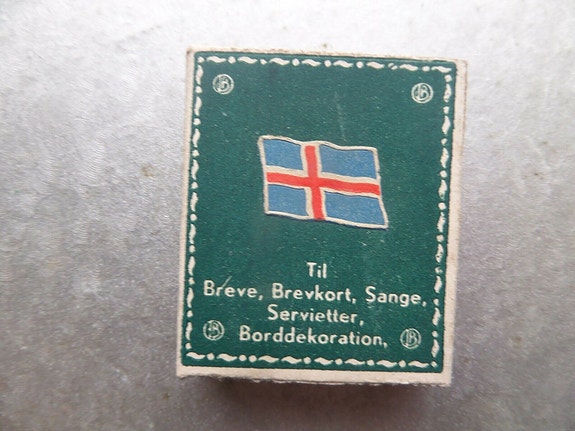 Til
Breve, Brevkort, Sange,
Servietter,
Borddekoration,